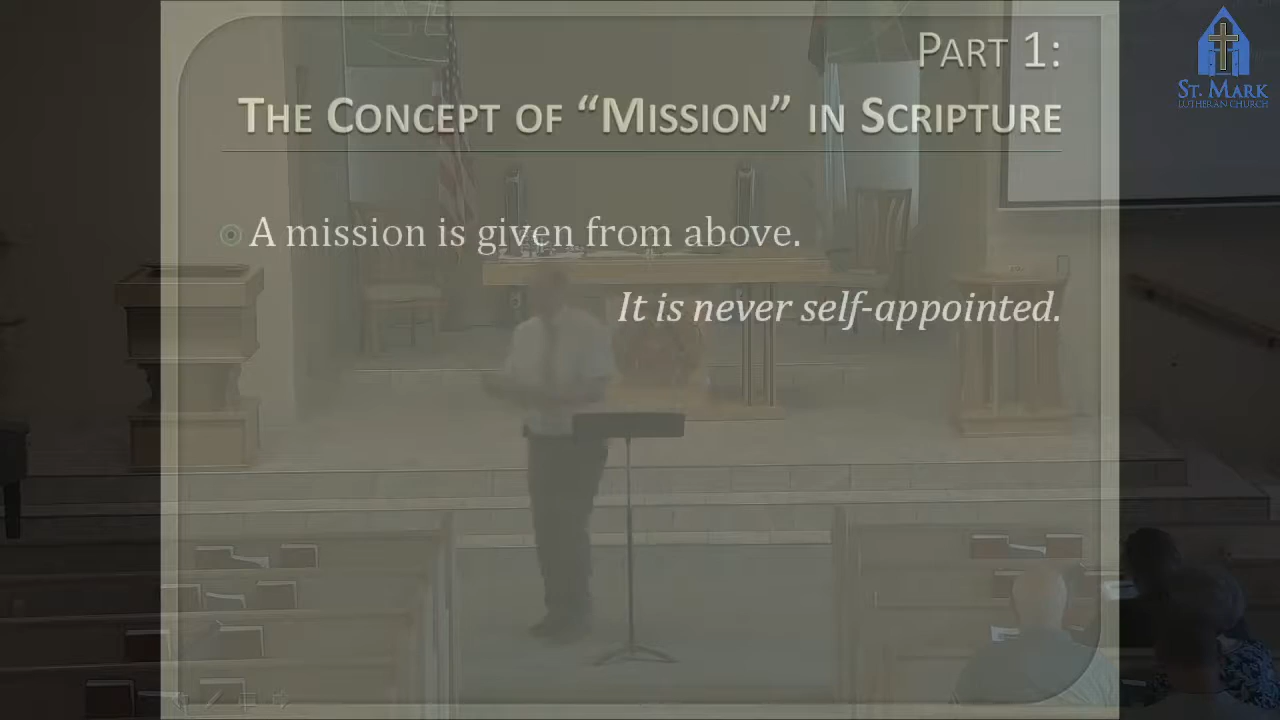 PART 1:
THE CONCEPT OF “MISSION” IN SCRIPTURE
A mission is given from above.
It is never self-appointed.
ST. MARK
LUTHERAN CHURCH